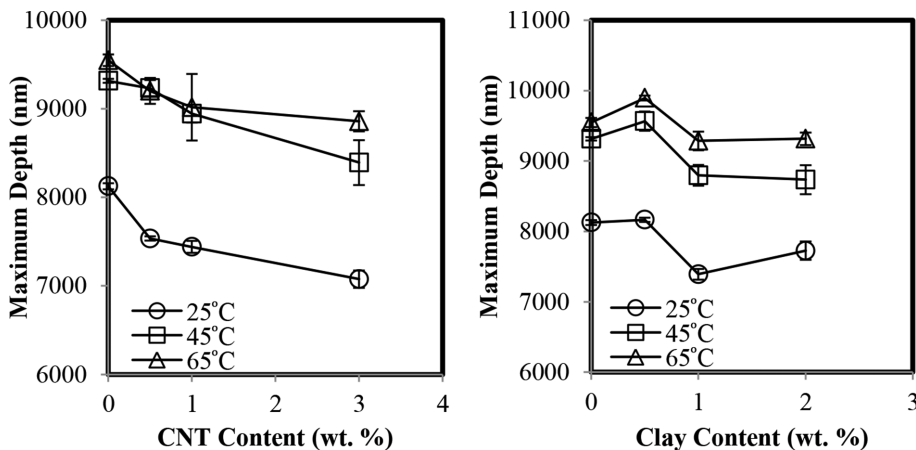 10000
9000
8000
7000
6000
Maximum Depth (nm)
25°C
45°C
65°C
0 1 2 3 4
CNT Content (wt. %)
11000
10000
9000
8000
7000
6000
Maximum Depth (nm)
25°C
45°C
65°C
0 1 2 3
Clay Content (wt. %)